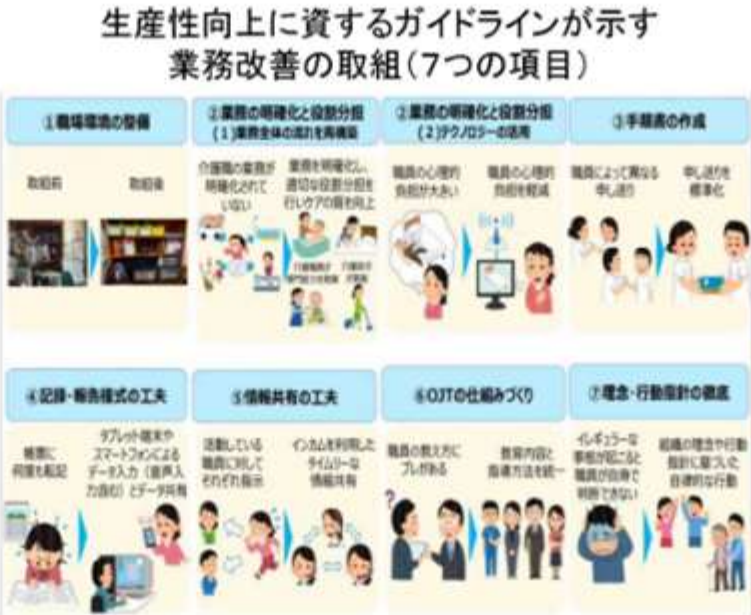 生産性向上に資するガイドラインが示す
業務改善の取組(7つの項目)
①職場環境の整備
取組前
取組後
②業務の明確化と役割分担
(1)業務全体の流れを再構築
介護職の業務が
明確化されて
いない
業務を明確化し、
適切な役割分担を
行いケアの質を向上
②業務の明確化と役割分担
(2)テクノロジーの活用
職員の心理的
負担が大きい
職員の心理的
負担を軽減
③手順書の作成
職員によって異なる
申し送り
申し送りを
標準化
④記録・報告様式の工夫
帳票に
何度も転記
タブレット端末や
スマートフォンによる
データ入力(音声入
力含む)とデータ共有
⑤情報共有の工夫
活動している
職員に対して
それぞれ指示
インカムを利用した
タイムリーな
情報共有
⑥OJTの仕組みづくり
職員の教え方に
ブレがある
教育内容と
指導方法を統一
⑦理念・行動指針の徹底
イレギュラーな
事態が起こると
職員が自身で
判断できない
組織の理念や行動
指針に基づいた
自律的な行動